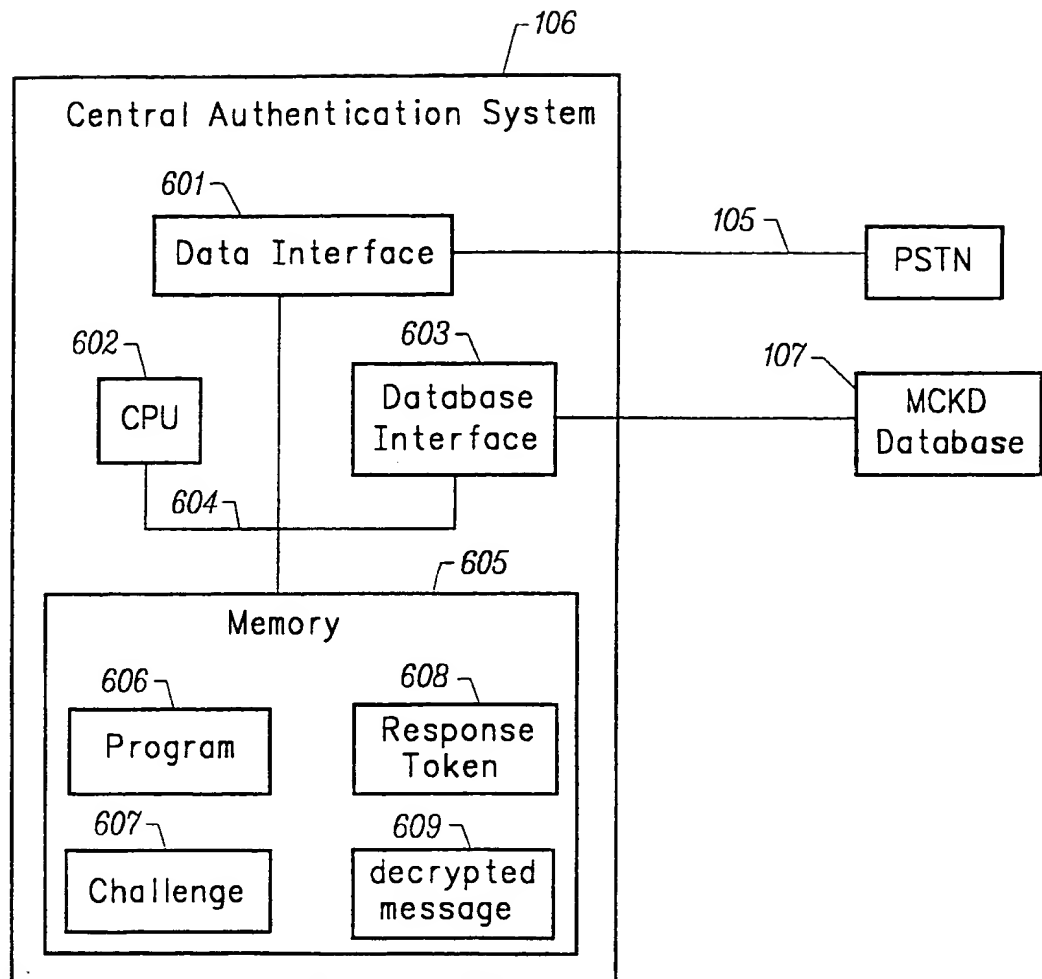 106
Central Authentication System
601
Data Interface
105
PSTN
602
CPU
603
Database
Interface
107
MCKD
Database
604
605
Memory
606
Program
608
Response
Token
607
Challenge
609
decrypted
message